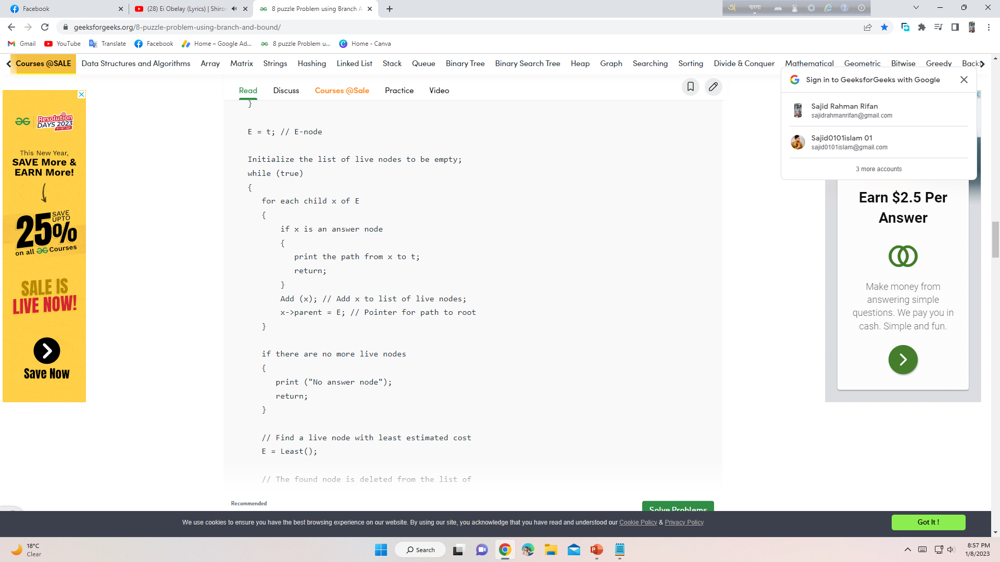 Facebook
(28) Ei Obelay (Lyrics) | Shiror
8 puzzle Problem using Branch A
বাংলা
geeksforgeeks.org/8-puzzle-problem-using-branch-and-bound/
Gmail
YouTube
Translate
Facebook
Home – Google Ad...
8 puzzle Problem u...
Home - Canva
Courses @SALE
Data Structures and Algorithms
Array
Matrix
Strings
Hashing
Linked List
Stack
Queue
Binary Tree
Binary Search Tree
Heap
Graph
Searching
Sorting
Divide & Conquer
Mathematical
Geometric
Bitwise
Greedy
Backt
Read
Discuss
Courses @Sale
Practice
Video
Sign in to GeeksforGeeks with Google
Sajid Rahman Rifan
sajidrahmanrifan@gmail.com
Sajid0101islam 01
sajid0101islam@gmail.com
3 more accounts
Resolution
DAYS 2023
This New Year,
SAVE More &
EARN More!
SAVE
UPTO
25%
on all Courses
SALE IS
LIVE NOW!
Save Now
}
E = t; // E-node
Initialize the list of live nodes to be empty;
while (true)
{
for each child x of E
{
if x is an answer node
{
print the path from x to t;
return;
}
Add (x); // Add x to list of live nodes;
x->parent = E; // Pointer for path to root
}
if there are no more live nodes
{
print ("No answer node");
return;
}
// Find a live node with least estimated cost
E = Least();
// The found node is deleted from the list of
Earn $2.5 Per
Answer
Make money from
answering simple
questions. We pay you in
cash. Simple and fun.
Recommended
Solve Problems
We use cookies to ensure you have the best browsing experience on our website. By using our site, you acknowledge that you have read and understood our Cookie Policy & Privacy Policy
Got It !
18°C
Clear
Search
8:57 PM
1/8/2023